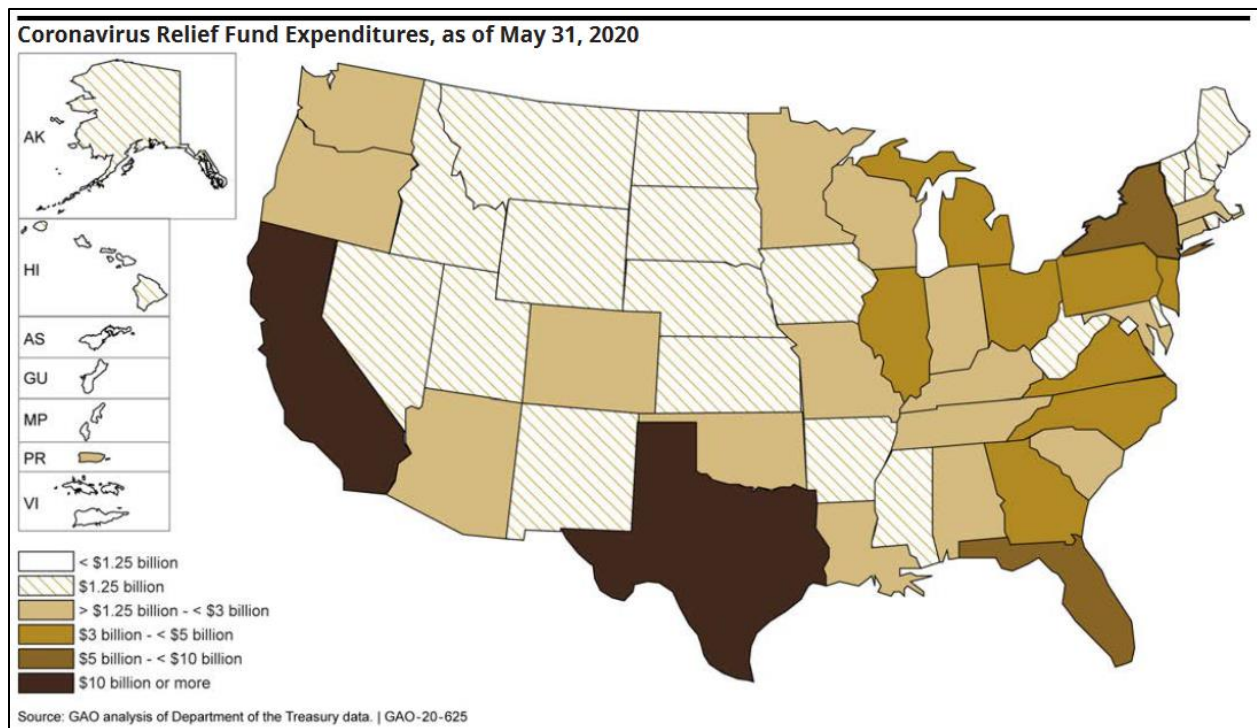 Coronavirus Relief Fund Expenditures, as of May 31, 2020
AK
HI
AS
GU
MP
PR
VI
< $1.25 billion
$1.25 billion
> $1.25 billion - < $3 billion
$3 billion - < $5 billion
$5 billion - < $10 billion
$10 billion or more
Source: GAO analysis of Department of the Treasury data. | GAO-20-625